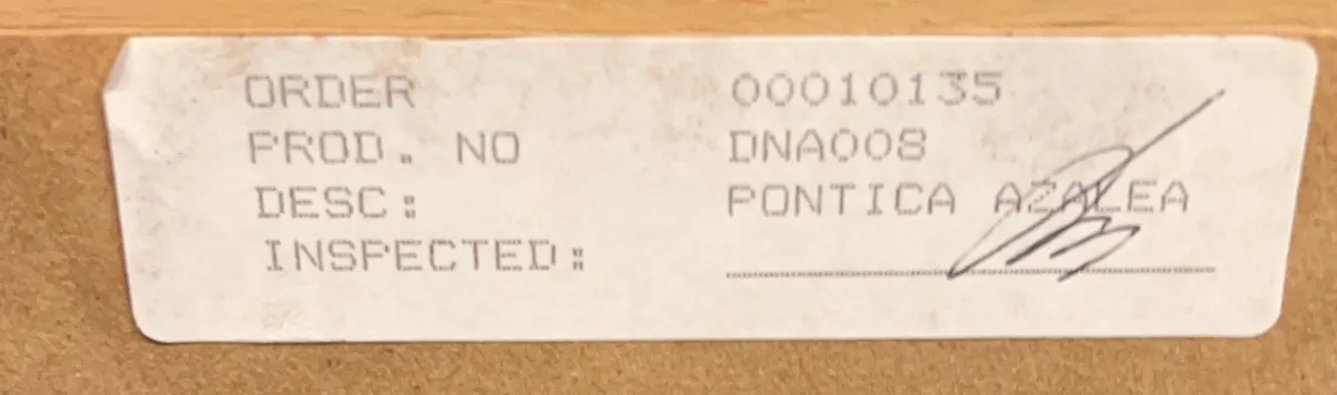 ORDER 00010135
PROD. NO DNA008
DESC: PONTICA AZALEA
INSPECTED: